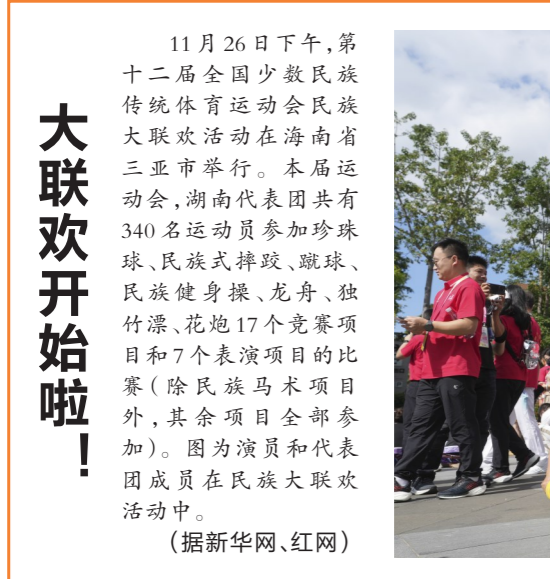 大联欢开始啦！
11月26日下午,第
十二届全国少数民族
传统体育运动会民族
大联欢活动在海南省
三亚市举行。本届运
动会,湖南代表团共有
340名运动员参加珍珠
球、民族式摔跤、蹴球、
民族健身操、龙舟、独
竹漂、花炮17个竞赛项
目和7个表演项目的比
赛(除民族马术项目
外,其余项目全部参
加)。图为演员和代表
团成员在民族大联欢
活动中。
(据新华网、红网)